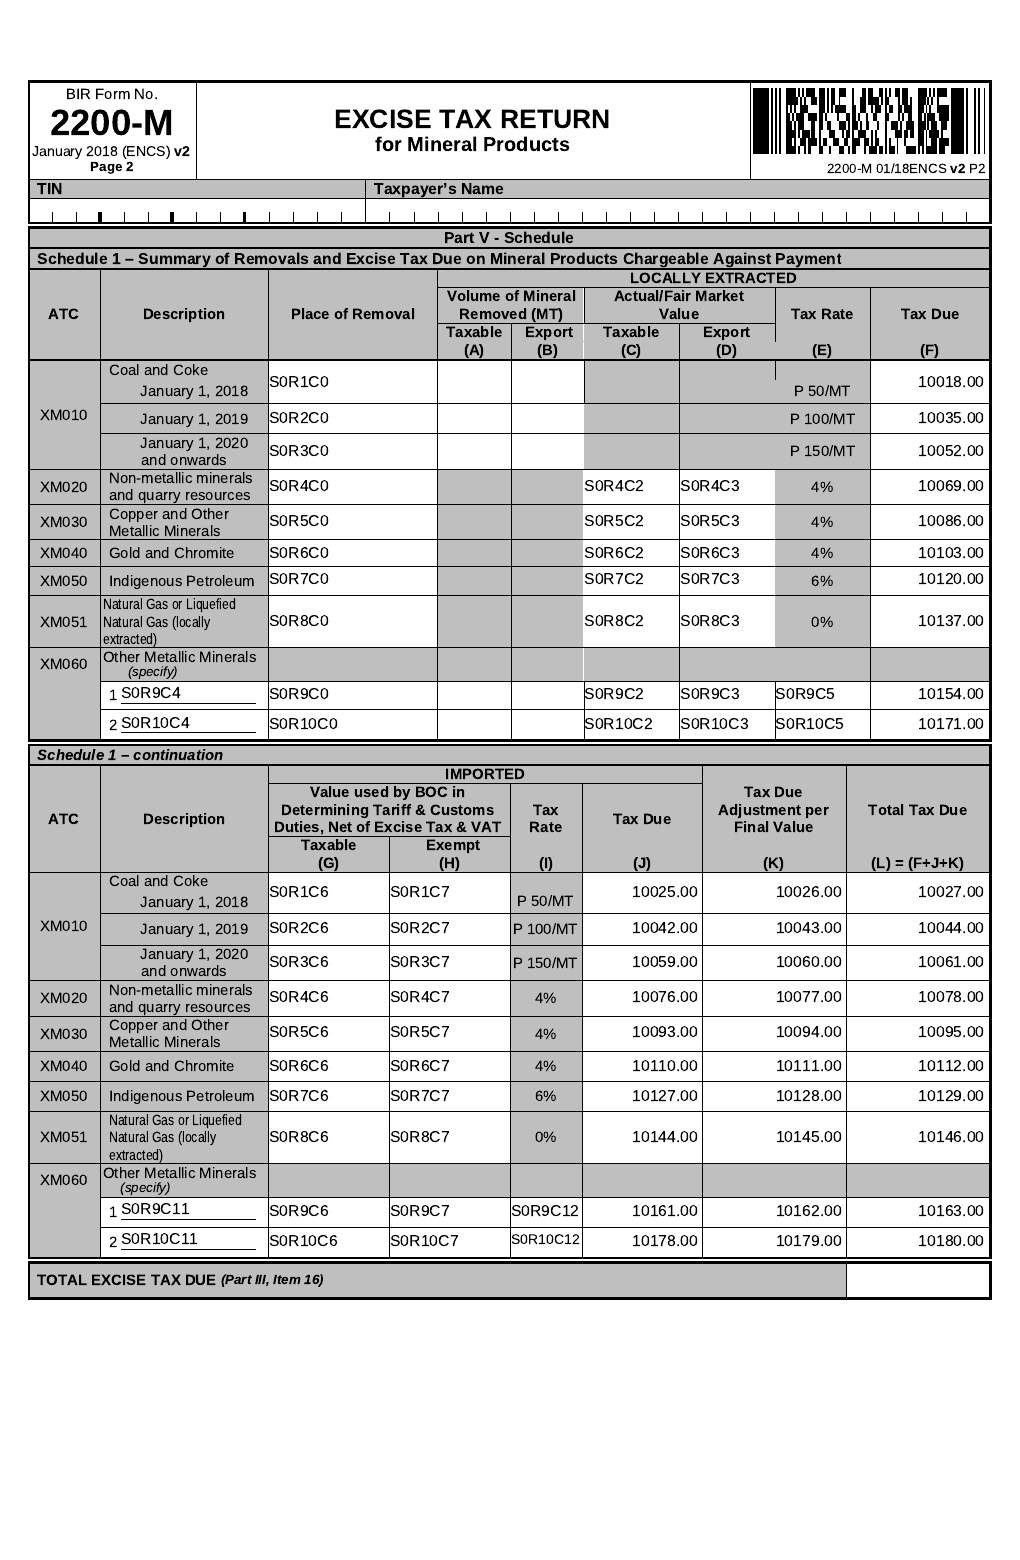 BIR Form No.
2200-M
January 2018 (ENCS) v2
Page 2
EXCISE TAX RETURN
for Mineral Products
2200-M 01/18ENCS v2 P2
TIN Taxpayer's Name
Part V - Schedule
Schedule 1 – Summary of Removals and Excise Tax Due on Mineral Products Chargeable Against Payment
ATC Description Place of Removal LOCALLY EXTRACTED
Volume of Mineral Removed (MT) Actual/Fair Market Value Tax Rate Tax Due
Taxable Export Taxable Export
(A) (B) (C) (D) (E) (F)
XM010 Coal and Coke
January 1, 2018 S0R1C0 P 50/MT 10018.00
January 1, 2019 S0R2C0 P 100/MT 10035.00
January 1, 2020
and onwards S0R3C0 P 150/MT 10052.00
XM020 Non-metallic minerals
and quarry resources S0R4C0 S0R4C2 S0R4C3 4% 10069.00
XM030 Copper and Other
Metallic Minerals S0R5C0 S0R5C2 S0R5C3 4% 10086.00
XM040 Gold and Chromite S0R6C0 S0R6C2 S0R6C3 4% 10103.00
XM050 Indigenous Petroleum S0R7C0 S0R7C2 S0R7C3 6% 10120.00
XM051 Natural Gas or Liquefied
Natural Gas (locally
extracted) S0R8C0 S0R8C2 S0R8C3 0% 10137.00
XM060 Other Metallic Minerals
(specify)
1 S0R9C4 S0R9C0 S0R9C2 S0R9C3 S0R9C5 10154.00
2 S0R10C4 S0R10C0 S0R10C2 S0R10C3 S0R10C5 10171.00
Schedule 1 – continuation
ATC Description IMPORTED
Value used by BOC in
Determining Tariff & Customs
Duties, Net of Excise Tax & VAT
Tax
Rate
Tax Due
Tax Due
Adjustment per
Final Value
Total Tax Due
Taxable Exempt
(G) (H) (I) (J) (K) (L) = (F+J+K)
XM010 Coal and Coke
January 1, 2018 S0R1C6 S0R1C7 P 50/MT 10025.00 10026.00 10027.00
January 1, 2019 S0R2C6 S0R2C7 P 100/MT 10042.00 10043.00 10044.00
January 1, 2020
and onwards S0R3C6 S0R3C7 P 150/MT 10059.00 10060.00 10061.00
XM020 Non-metallic minerals
and quarry resources S0R4C6 S0R4C7 4% 10076.00 10077.00 10078.00
XM030 Copper and Other
Metallic Minerals S0R5C6 S0R5C7 4% 10093.00 10094.00 10095.00
XM040 Gold and Chromite S0R6C6 S0R6C7 4% 10110.00 10111.00 10112.00
XM050 Indigenous Petroleum S0R7C6 S0R7C7 6% 10127.00 10128.00 10129.00
XM051 Natural Gas or Liquefied
Natural Gas (locally
extracted) S0R8C6 S0R8C7 0% 10144.00 10145.00 10146.00
XM060 Other Metallic Minerals
(specify)
1 S0R9C11 S0R9C6 S0R9C7 S0R9C12 10161.00 10162.00 10163.00
2 S0R10C11 S0R10C6 S0R10C7 S0R10C12 10178.00 10179.00 10180.00
TOTAL EXCISE TAX DUE (Part III, Item 16)